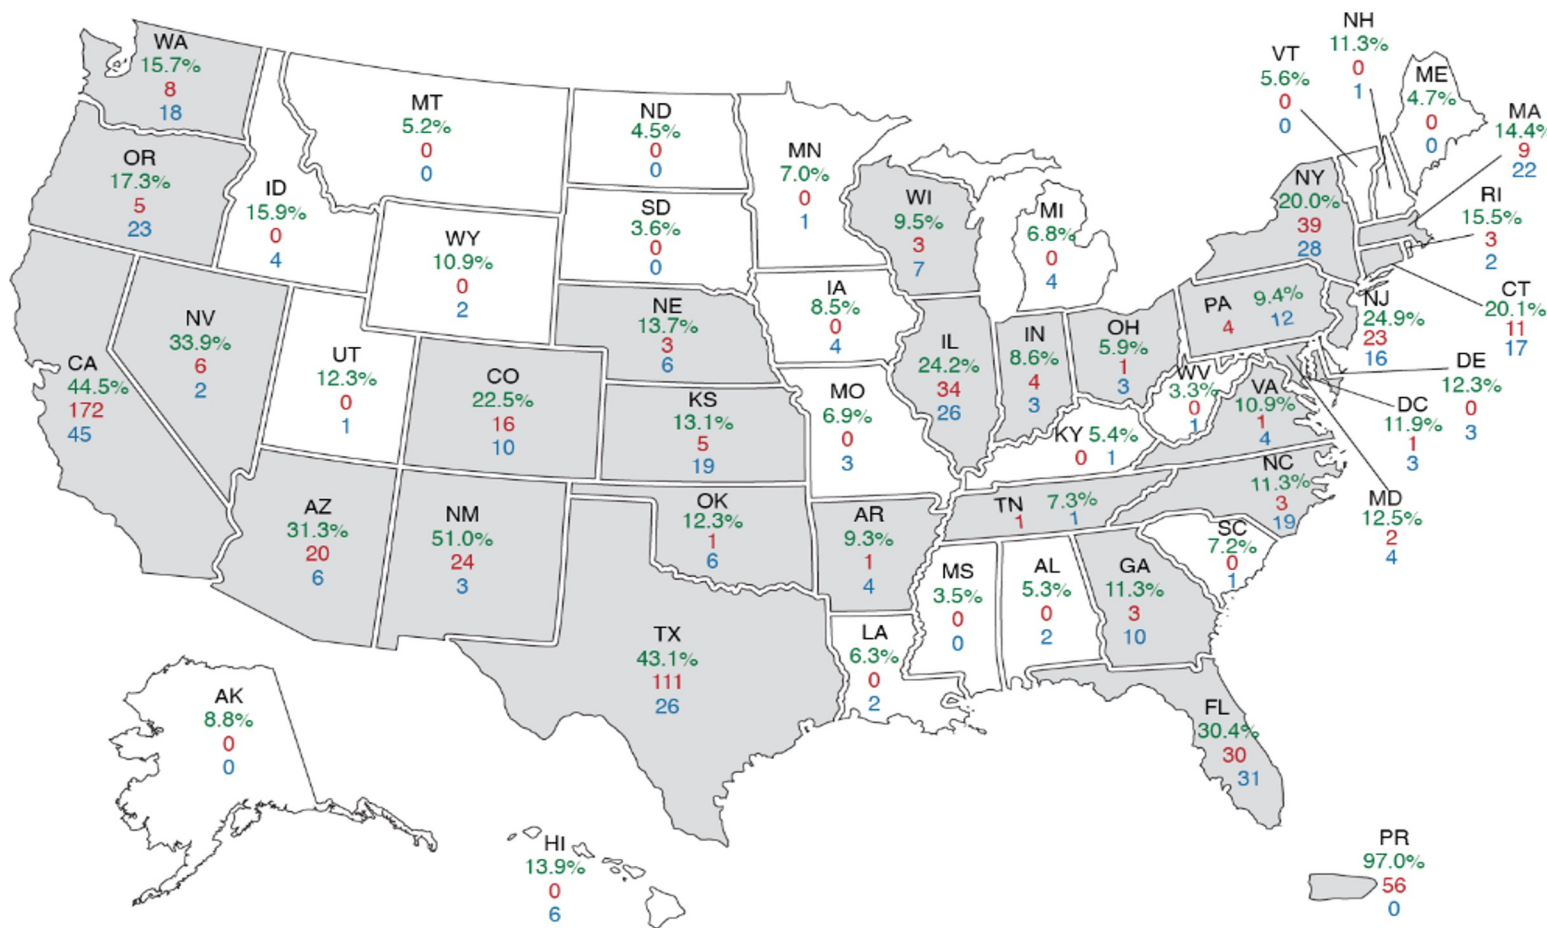 WA
15.7%
8
18
OR
17.3%
5
23
CA
44.5%
172
45
NV
33.9%
6
2
ID
15.9%
0
4
MT
5.2%
0
0
WY
10.9%
0
2
UT
12.3%
0
1
CO
22.5%
16
10
AZ
31.3%
20
6
NM
51.0%
24
3
ND
4.5%
0
0
SD
3.6%
0
0
NE
13.7%
3
6
KS
13.1%
5
19
OK
12.3%
1
6
TX
43.1%
111
26
MN
7.0%
0
1
IA
8.5%
0
4
MO
6.9%
0
3
AR
9.3%
1
4
LA
6.3%
0
2
WI
9.5%
3
7
IL
24.2%
34
26
MI
6.8%
0
4
IN
8.6%
4
3
OH
5.9%
1
3
KY 5.4%
0 1
TN 7.3%
1 1
MS
3.5%
0
0
AL
5.3%
0
2
GA
11.3%
3
10
FL
30.4%
30
31
SC
7.2%
0
1
NC
11.3%
3
19
VA
10.9%
1
4
WV
3.3%
0
1
PA 9.4%
4 12
NY
20.0%
39
28
VT
5.6%
0
0
NH
11.3%
0
1
ME
4.7%
0
0
MA
14.4%
9
22
RI
15.5%
3
2
CT
20.1%
11
17
NJ
24.9%
23
16
DE
12.3%
0
3
DC
11.9%
1
3
MD
12.5%
2
4
AK
8.8%
0
0
HI
13.9%
0
6
PR
97.0%
56
0